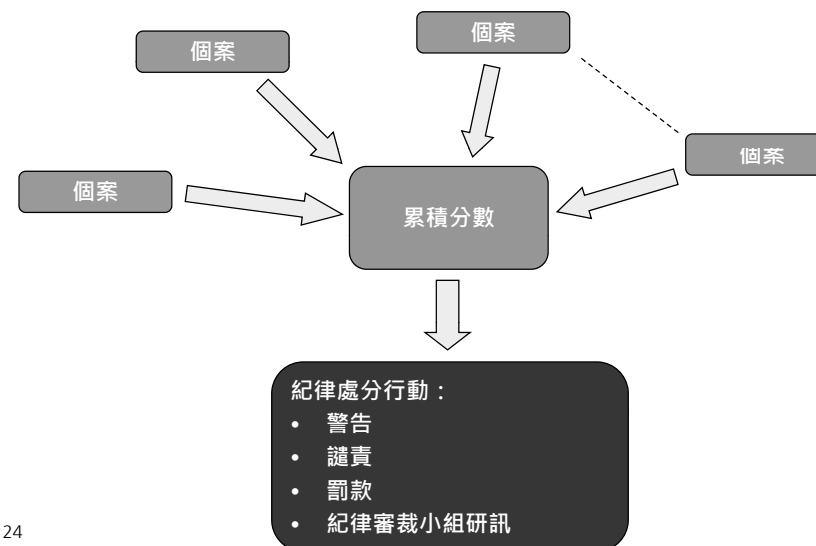 個案
個案
個案
個案
累積分數
紀律處分行動：
• 警告
• 譴責
• 罰款
• 紀律審裁小組研訊
24